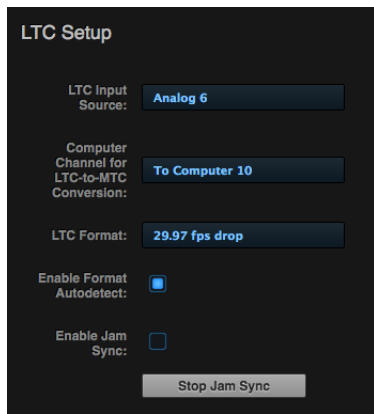 LTC Setup
LTC Input
Source:
Analog 6
Computer
Channel for
LTC-to-MTC
Conversion:
To Computer 10
LTC Format:
29.97 fps drop
Enable Format
Autodetect:
Enable Jam
Sync:
Stop Jam Sync